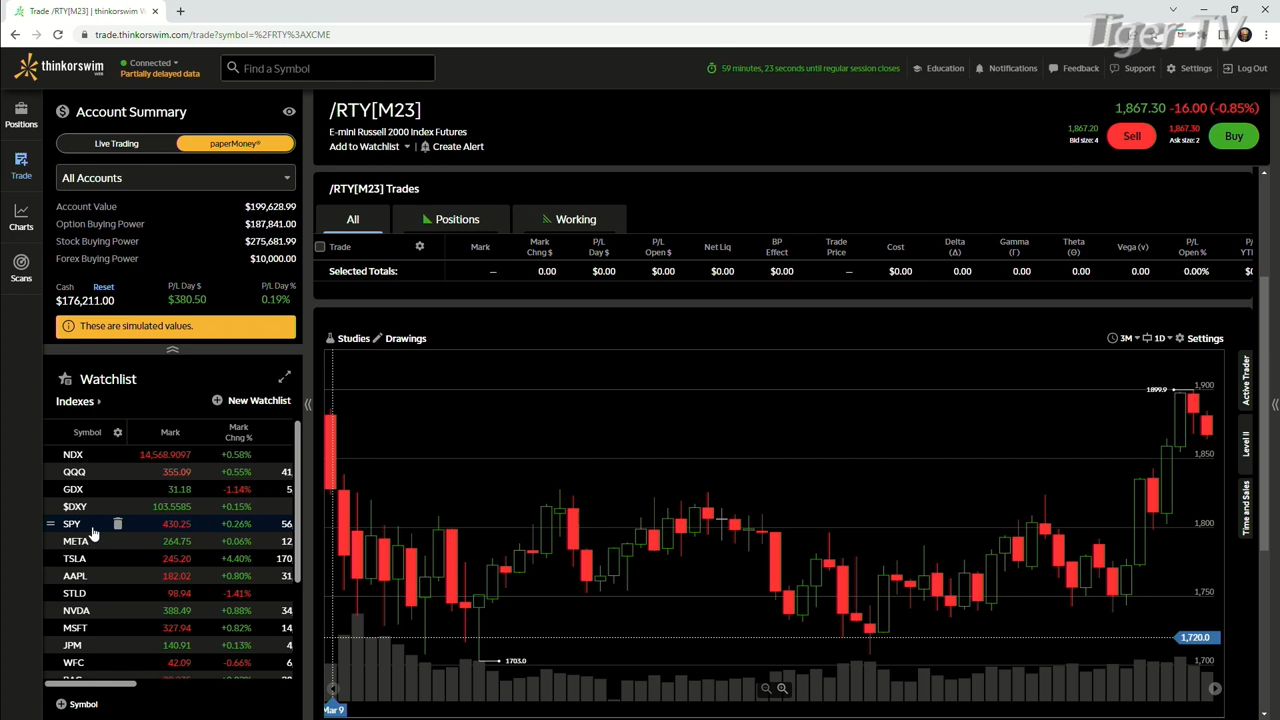 Trade /RTY[M23] | thinkorswim w
trade.thinkorswim.com/trade?symbol=%2FRTY%3AXCME
Tiger TV
thinkorswim
WEB
Connected
Partially delayed data
Find a Symbol
59 minutes, 23 seconds until regular session closes
Education
Notifications
Feedback
Support
Settings
Log Out
Positions
Trade
Charts
Scans
Account Summary
Live Trading
paperMoney®
All Accounts
Account Value $199,628.99
Option Buying Power $187,841.00
Stock Buying Power $275,681.99
Forex Buying Power $10,000.00
Cash Reset P/L Day $ P/L Day %
$176,211.00 $380.50 0.19%
These are simulated values.
Watchlist
Indexes
New Watchlist
Symbol Mark Mark Chng %
NDX 14,568.9097 +0.58%
QQQ 355.09 +0.55% 41
GDX 31.18 -1.14% 5
$DXY 103.5585 +0.15%
SPY 430.25 +0.26% 56
META 264.75 +0.06% 12
TSLA 245.20 +4.40% 170
AAPL 182.02 +0.80% 31
STLD 98.94 -1.41%
NVDA 388.49 +0.88% 34
MSFT 327.94 +0.82% 14
JPM 140.91 +0.13% 4
WFC 42.09 -0.66% 6
Symbol
/RTY[M23]
E-mini Russell 2000 Index Futures
Add to Watchlist | Create Alert
1,867.30 -16.00 (-0.85%)
1,867.20
Bid size: 4
Sell
1,867.30
Ask size: 2
Buy
/RTY[M23] Trades
All
Positions
Working
Trade Mark Mark Chng $ P/L Day $ P/L Open $ Net Liq BP Effect Trade Price Cost Delta (Δ) Gamma (Γ) Theta (Θ) Vega (v) P/L Open % P/ YTI
Selected Totals: — 0.00 $0.00 $0.00 $0.00 $0.00 — $0.00 0.00 0.00 0.00 0.00 0.00% $0
Studies
Drawings
3M
1D
Settings
1899.9
1,900
1,850
1,800
1,750
1,720.0
1,700
1703.0
Mar 9
Active Trader
Level II
Time and Sales